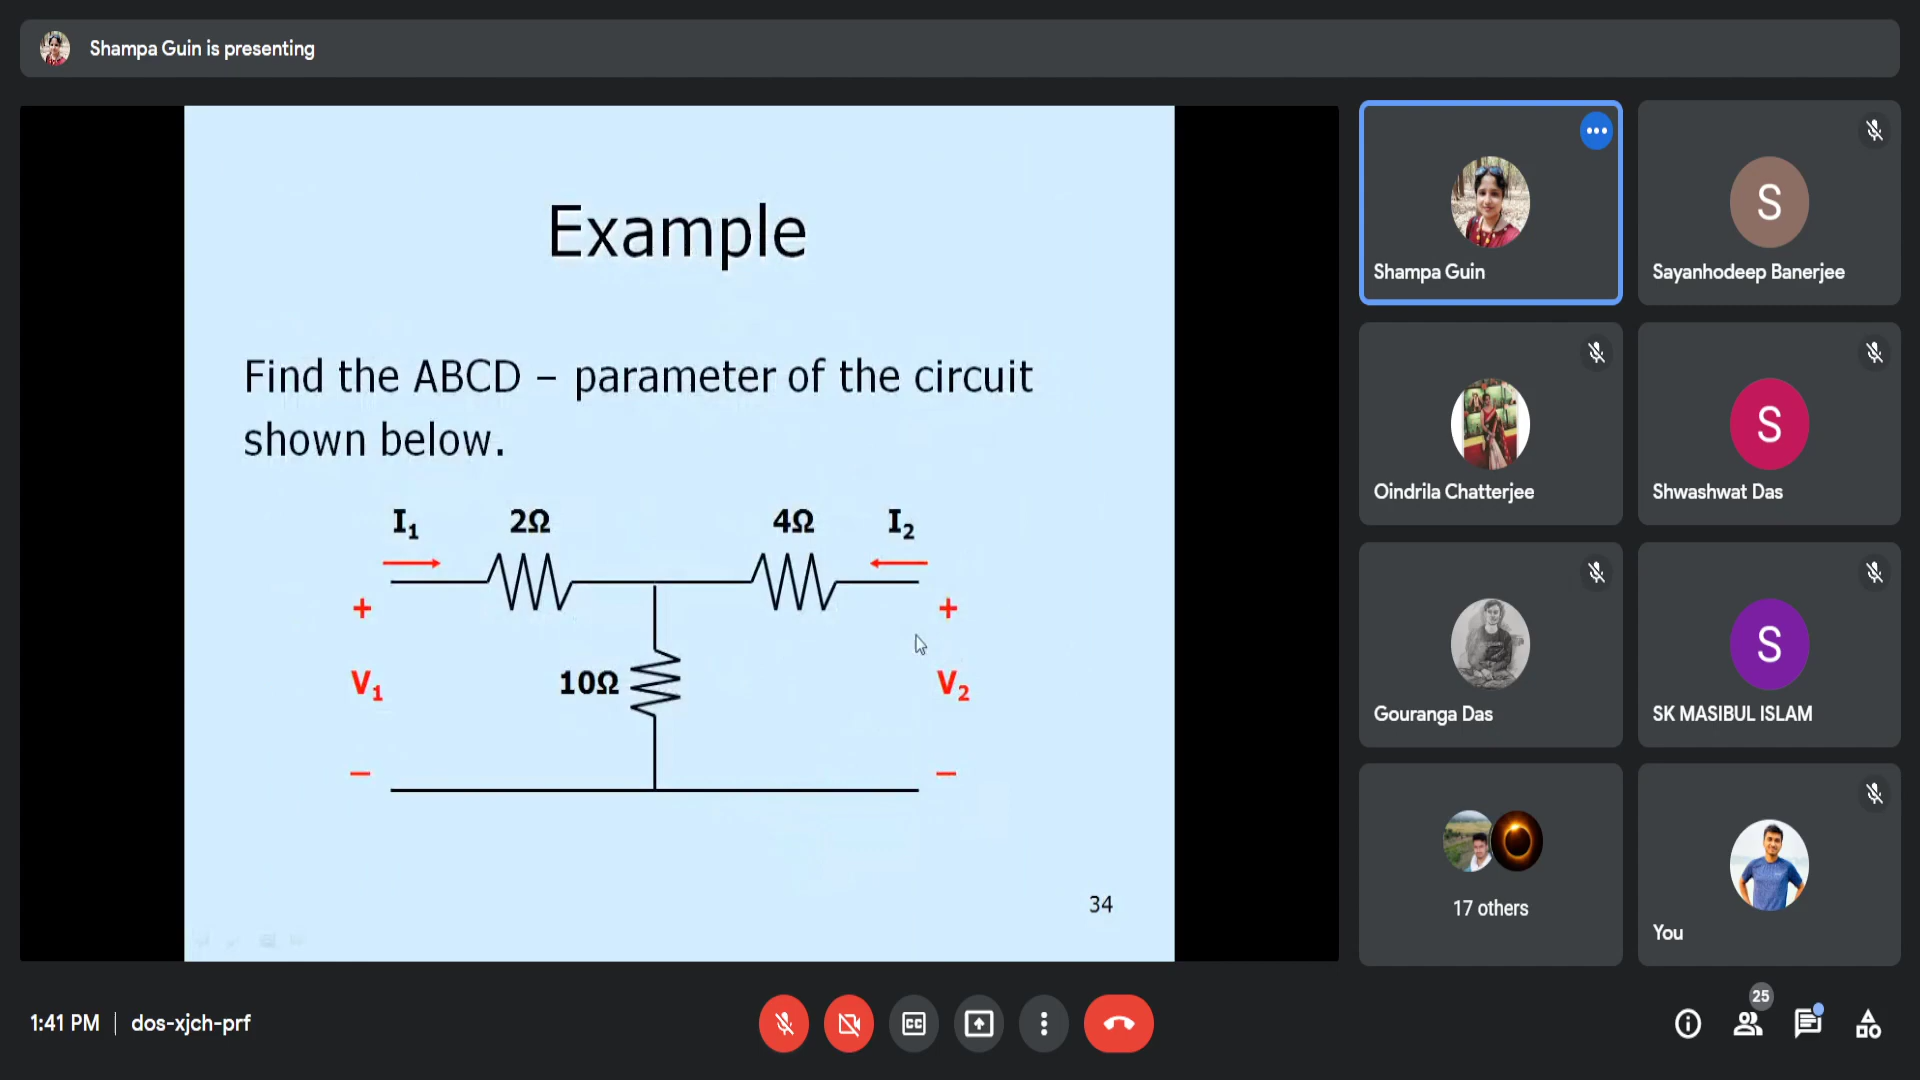 Shampa Guin is presenting
Example
Find the ABCD – parameter of the circuit
shown below.
I₁ 2Ω 4Ω I₂
+ +
V₁ 10Ω V₂
– –
34
Shampa Guin
S
Sayanhodeep Banerjee
Oindrila Chatterjee
S
Shwashwat Das
Gouranga Das
S
SK MASIBUL ISLAM
17 others
You
1:41 PM | dos-xjch-prf
CC
25